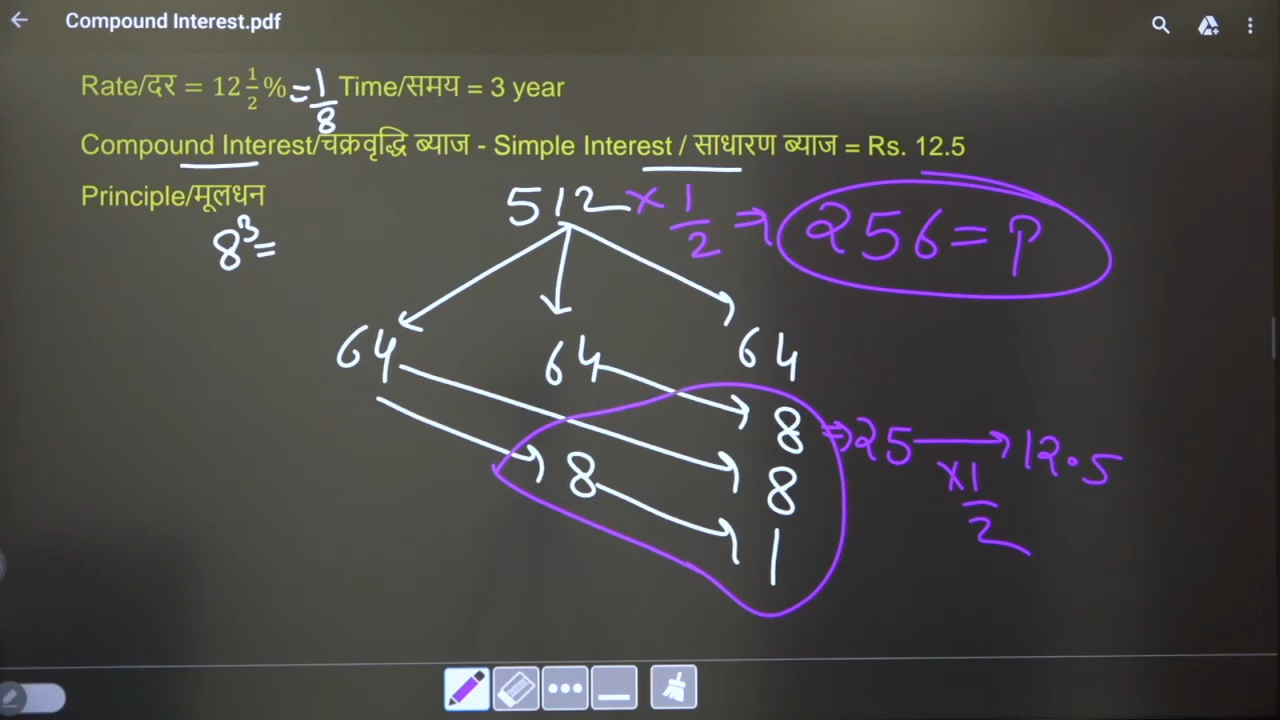 Compound Interest.pdf
Rate/दर = 12 1/2 % = 1/8 Time/समय = 3 year
Compound Interest/चक्रवृद्धि ब्याज - Simple Interest / साधारण ब्याज = Rs. 12.5
Principle/मूलधन
512 × 1/2 ⇒ 256 = P
8³ =
64 64 64
8 ⇒ 25 → 12.5
×1/2
8 8
1